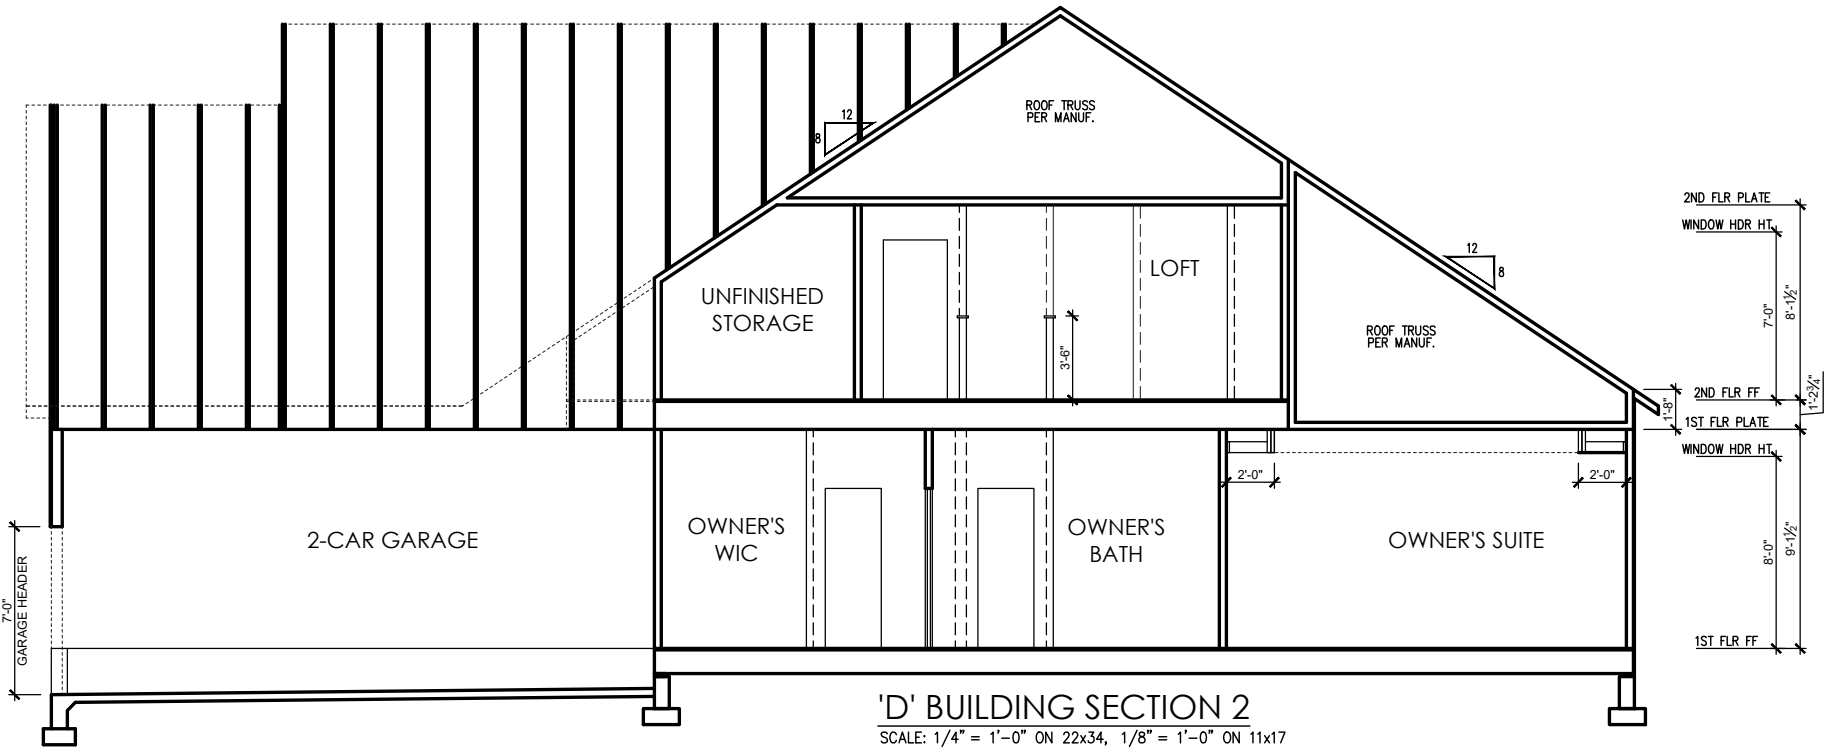 12
8
ROOF TRUSS
PER MANUF.
2ND FLR PLATE
WINDOW HDR HT
LOFT
12
8
UNFINISHED
STORAGE
7'-0"
8'-1½"
ROOF TRUSS
PER MANUF.
3'-6"
2ND FLR FF
1'-2¾"
1'-8"
1ST FLR PLATE
WINDOW HDR HT
2'-0"
2'-0"
OWNER'S
WIC
OWNER'S
BATH
2-CAR GARAGE
OWNER'S SUITE
8'-0"
9'-1½"
7'-0"
GARAGE HEADER
1ST FLR FF
'D' BUILDING SECTION 2
SCALE: 1/4" = 1'-0" ON 22x34, 1/8" = 1'-0" ON 11x17